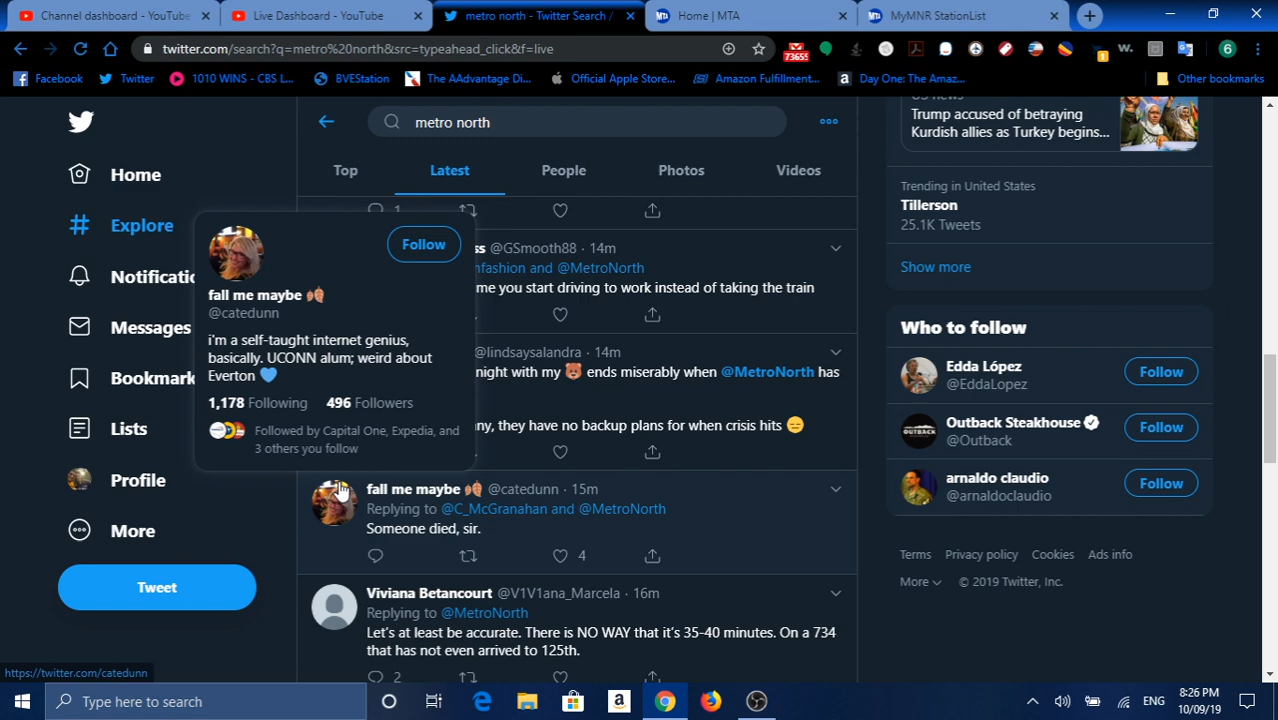 Channel dashboard - YouTube
Live Dashboard - YouTube
metro north - Twitter Search /
Home | MTA
MyMNR StationList
twitter.com/search?q=metro%20north&src=typeahead_click&f=live
73655
6
Facebook
Twitter
1010 WINS - CBS L...
BVEStation
The AAdvantage Di...
Official Apple Store...
Amazon Fulfillment...
Day One: The Amaz...
Other bookmarks
Home
Explore
Messages
Lists
Profile
More
Tweet
metro north
Top
Latest
People
Photos
Videos
1
@GSmooth88 · 14m
and @MetroNorth
me you start driving to work instead of taking the train
@lindsaysalandra · 14m
night with my 🐻 ends miserably when @MetroNorth has
they have no backup plans for when crisis hits 😑
Follow
fall me maybe 🍂
@catedunn
i'm a self-taught internet genius,
basically. UCONN alum; weird about
Everton 💙
1,178 Following 496 Followers
Followed by Capital One, Expedia, and
3 others you follow
fall me maybe 🍂 @catedunn · 15m
Replying to @C_McGranahan and @MetroNorth
Someone died, sir.
4
Viviana Betancourt @V1V1ana_Marcela · 16m
Replying to @MetroNorth
Let's at least be accurate. There is NO WAY that it's 35-40 minutes. On a 734
that has not even arrived to 125th.
2
US news
Trump accused of betraying
Kurdish allies as Turkey begins...
Trending in United States
Tillerson
25.1K Tweets
Show more
Who to follow
Edda López
@EddaLopez
Follow
Outback Steakhouse
@Outback
Follow
arnaldo claudio
@arnaldoclaudio
Follow
Terms Privacy policy Cookies Ads info
More © 2019 Twitter, Inc.
https://twitter.com/catedunn
Type here to search
ENG
8:26 PM
10/09/19